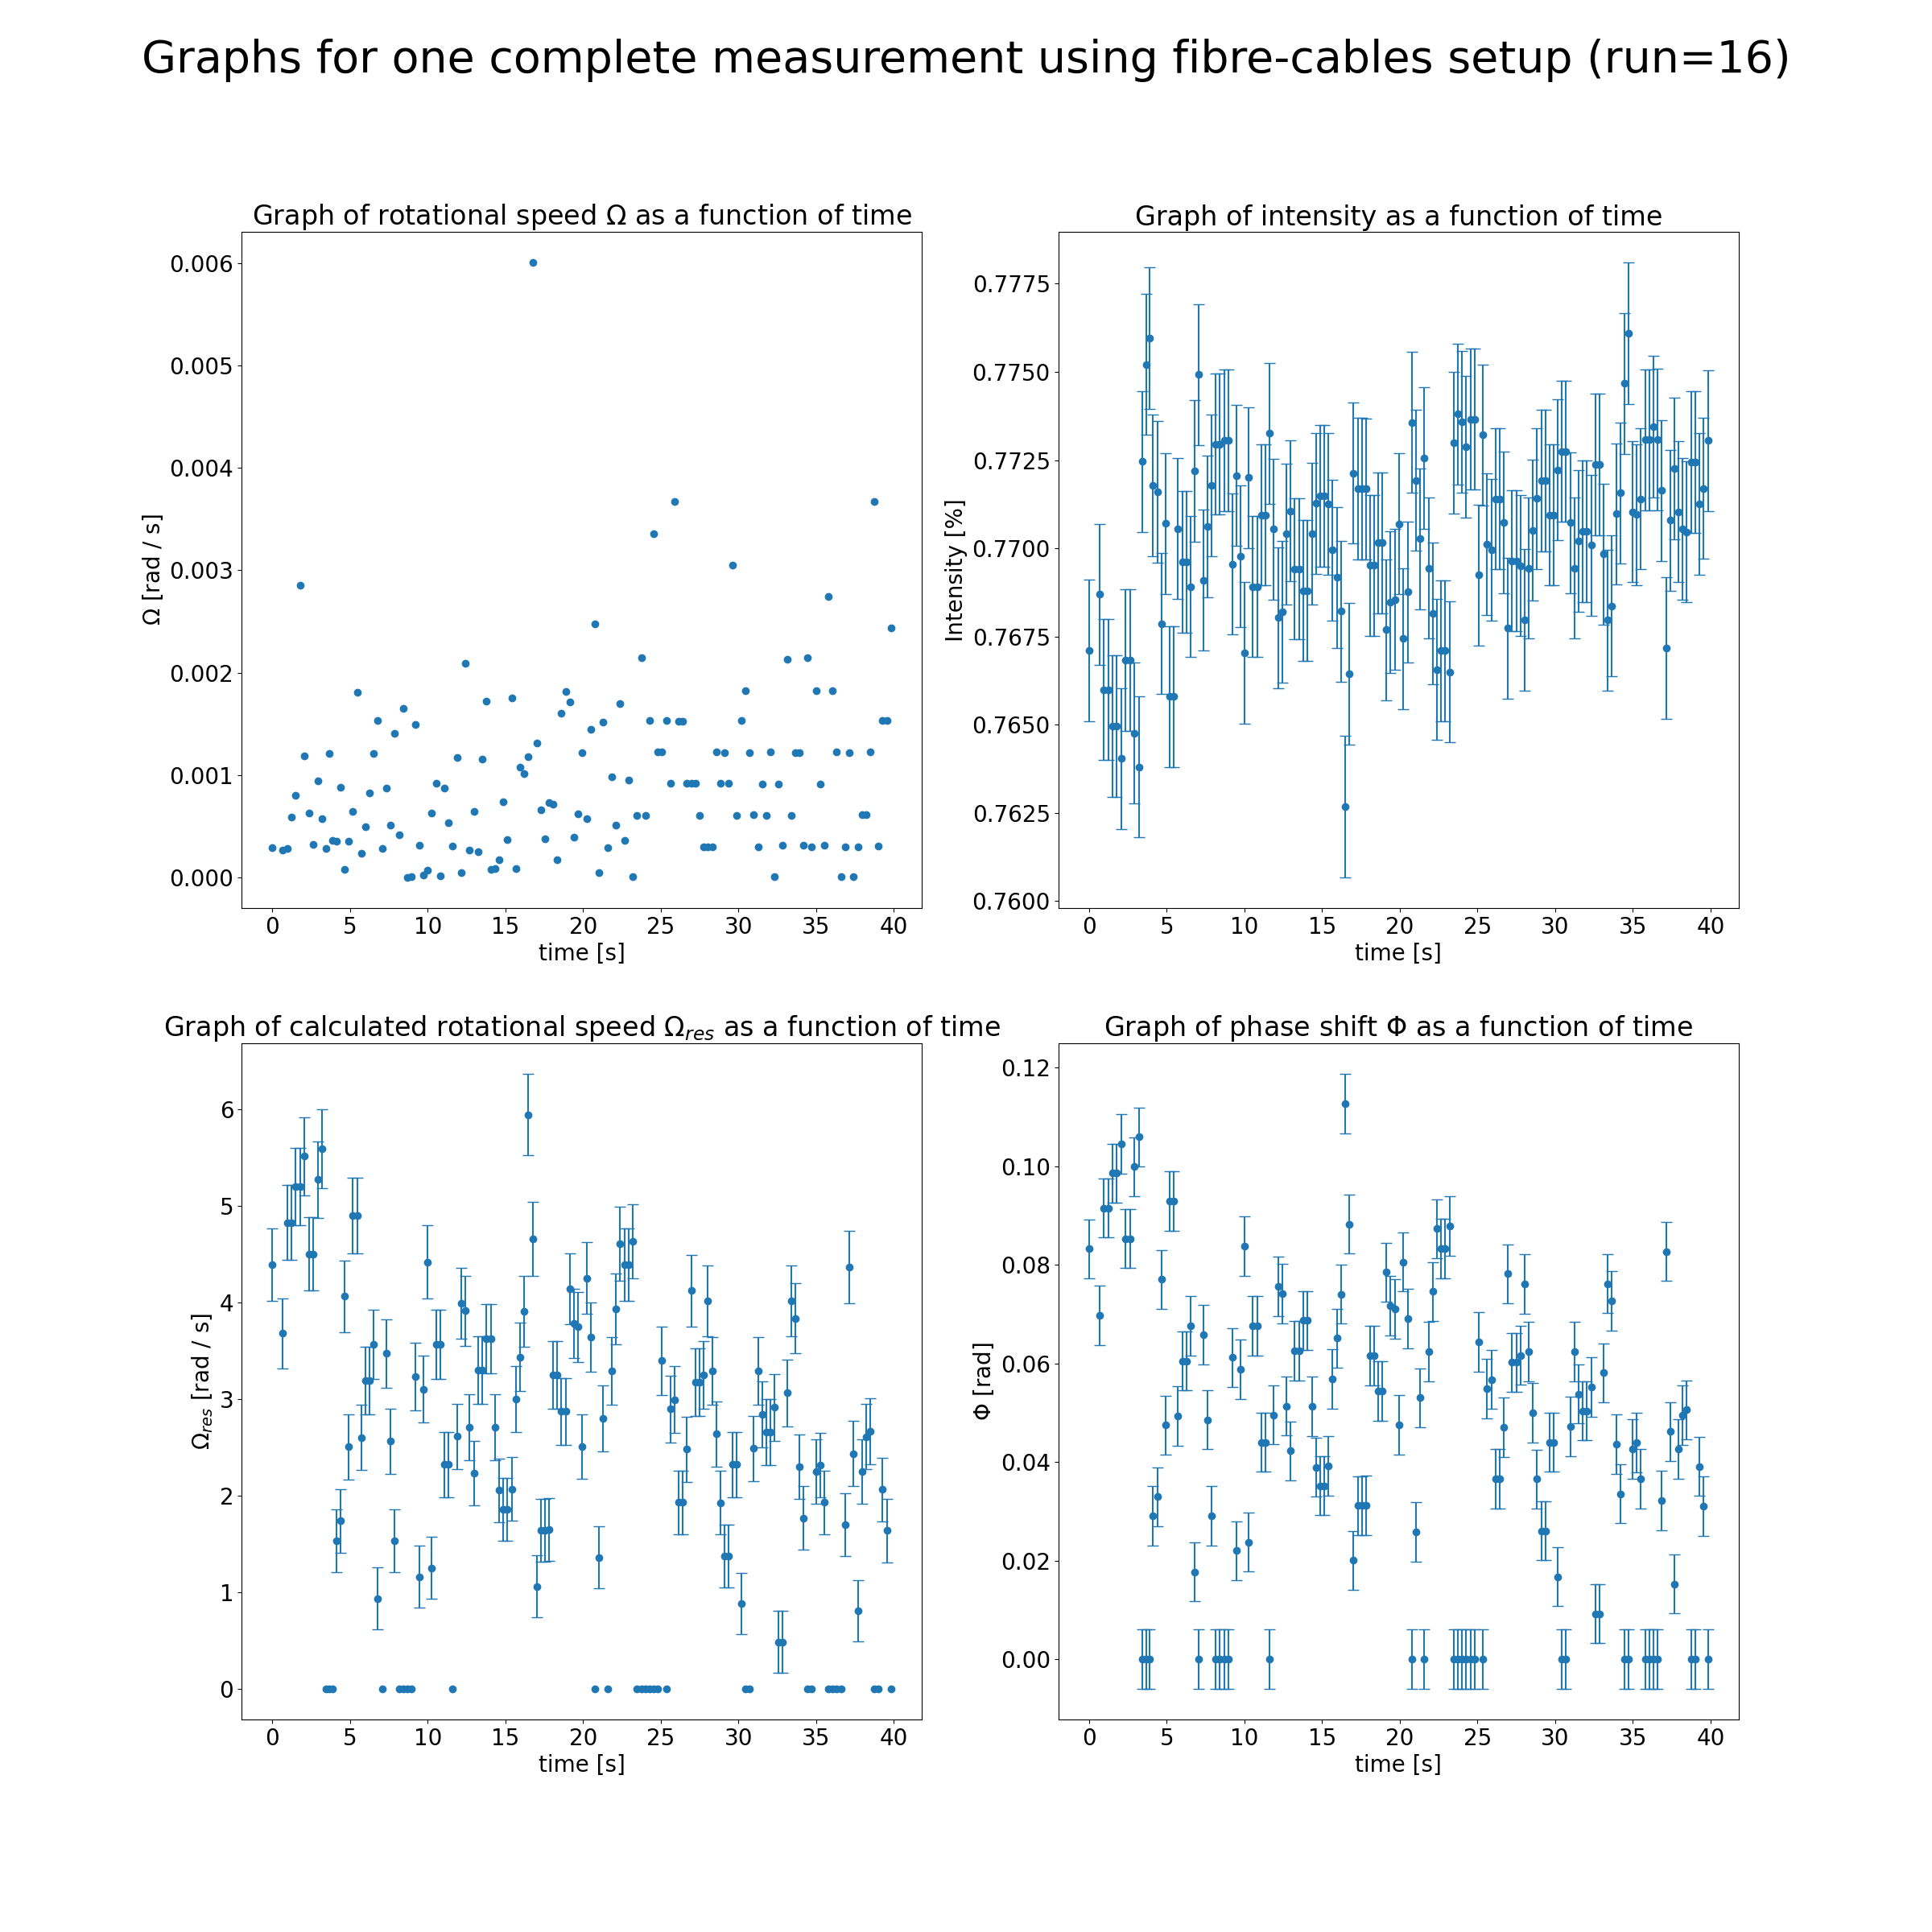 Graphs for one complete measurement using fibre-cables setup (run=16)
Graph of rotational speed Ω as a function of time
0.006
0.005
0.004
0.003
0.002
0.001
0.000
Ω [rad / s]
0 5 10 15 20 25 30 35 40
time [s]
Graph of intensity as a function of time
0.7775
0.7750
0.7725
0.7700
0.7675
0.7650
0.7625
0.7600
Intensity [%]
0 5 10 15 20 25 30 35 40
time [s]
Graph of calculated rotational speed Ωres as a function of time
6
5
4
3
2
1
0
Ωres [rad / s]
0 5 10 15 20 25 30 35 40
time [s]
Graph of phase shift Φ as a function of time
0.12
0.10
0.08
0.06
0.04
0.02
0.00
Φ [rad]
0 5 10 15 20 25 30 35 40
time [s]